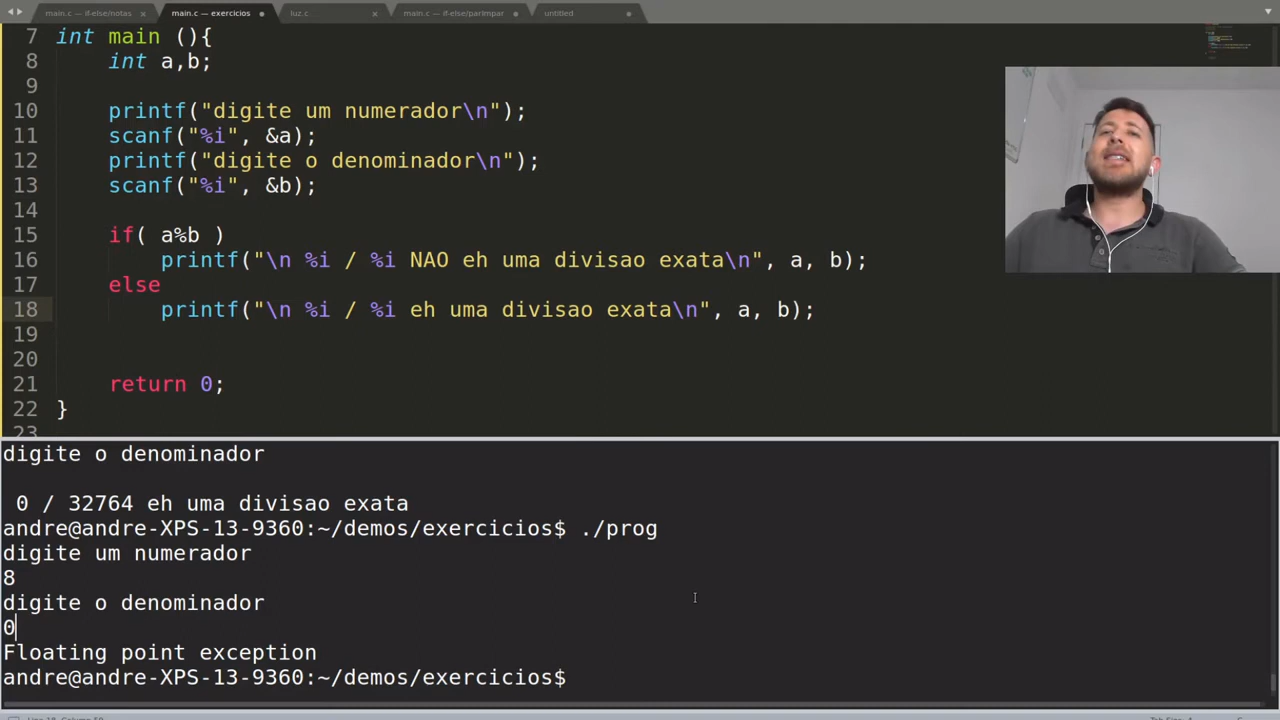 main.c — if-else/notas
main.c — exercicios
luz.c
main.c — if-else/parImpar
untitled
7 int main (){
8 int a,b;
9
10 printf("digite um numerador\n");
11 scanf("%i", &a);
12 printf("digite o denominador\n");
13 scanf("%i", &b);
14
15 if( a%b )
16 printf("\n %i / %i NAO eh uma divisao exata\n", a, b);
17 else
18 printf("\n %i / %i eh uma divisao exata\n", a, b);
19
20
21 return 0;
22 }
23
digite o denominador
0 / 32764 eh uma divisao exata
andre@andre-XPS-13-9360:~/demos/exercicios$ ./prog
digite um numerador
8
digite o denominador
0
Floating point exception
andre@andre-XPS-13-9360:~/demos/exercicios$